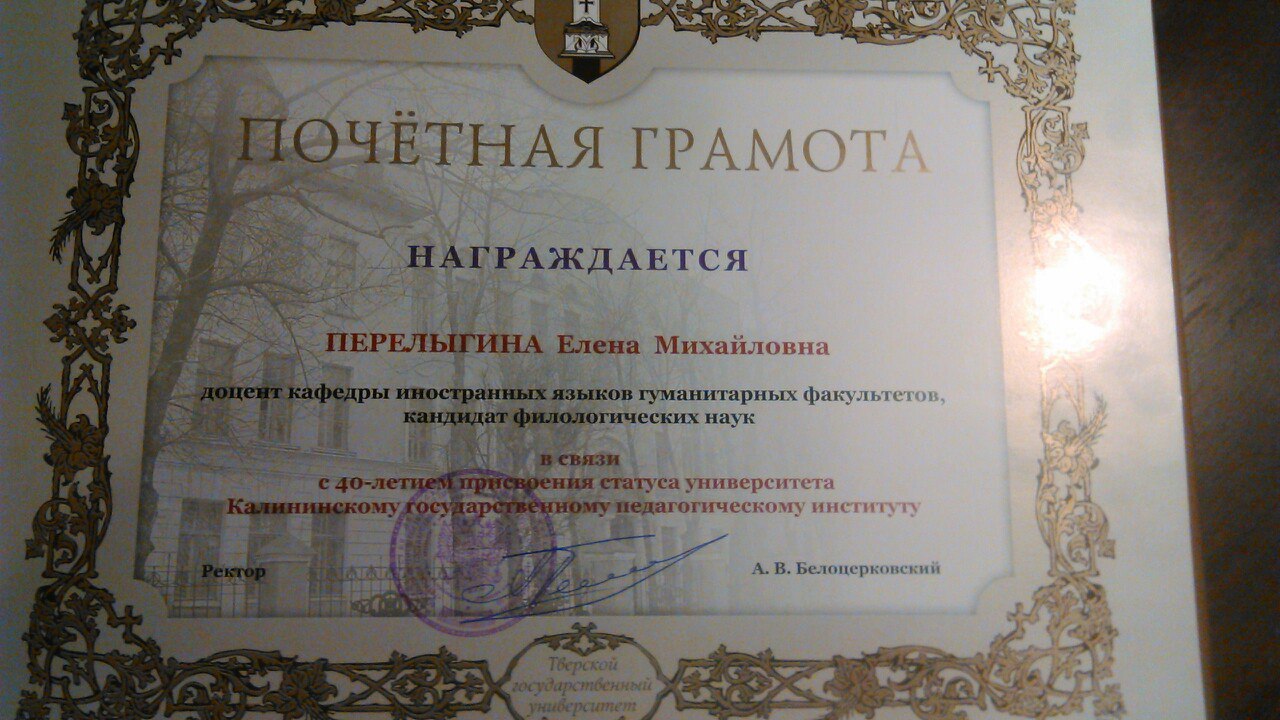 ПОЧЁТНАЯ ГРАМОТА
НАГРАЖДАЕТСЯ
ПЕРЕЛЫГИНА Елена Михайловна
доцент кафедры иностранных языков гуманитарных факультетов,
кандидат филологических наук
в связи
с 40-летием присвоения статуса университета
Калининскому государственному педагогическому институту
Ректор
А. В. Белоцерковский
Тверской
государственный
университет